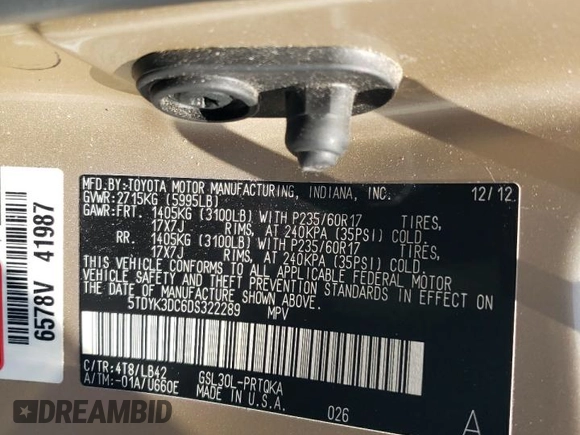 MFD.BY:TOYOTA MOTOR MANUFACTURING, INDIANA, INC. 12/12
GVWR:2715KG (5995LB)
GAWR:FRT. 1405KG (3100LB) WITH P235/60R17 TIRES,
17X7J RIMS, AT 240KPA (35PSI) COLD
RR. 1405KG (3100LB) WITH P235/60R17 TIRES,
17X7J RIMS, AT 240KPA (35PSI) COLD
THIS VEHICLE CONFORMS TO ALL APPLICABLE FEDERAL MOTOR
VEHICLE SAFETY AND THEFT PREVENTION STANDARDS IN EFFECT
ON THE DATE OF MANUFACTURE SHOWN ABOVE.
5TDYK3DC6DS322289 MPV
C/TR:4T8/LB42 GSL30L-PRTQKA
A/TM:-01A/U660E MADE IN U.S.A. 026 A
6578V 41987
DREAMBID